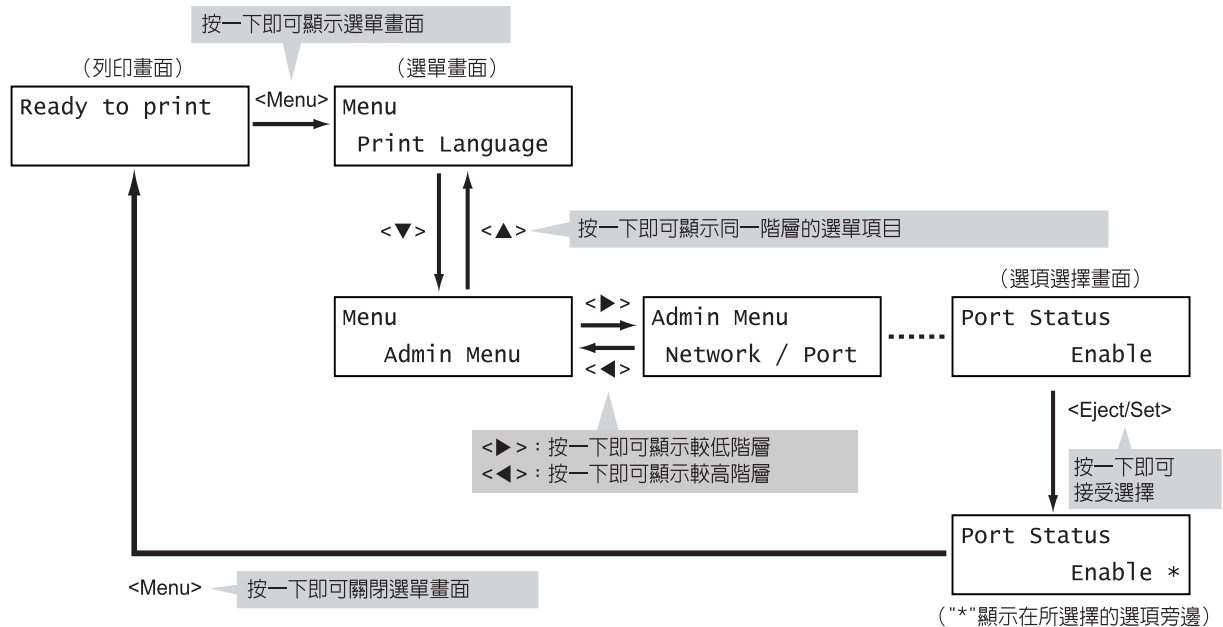 按一下即可顯示選單畫面
（列印畫面）
（選單畫面）
Ready to print
<Menu>
Menu
Print Language
<▼>
<▲>
按一下即可顯示同一階層的選單項目
（選項選擇畫面）
Menu
Admin Menu
<▶>
<◀>
Admin Menu
Network / Port
Port Status
Enable
<Eject/Set>
按一下即可
接受選擇
<▶>：按一下即可顯示較低階層
<◀>：按一下即可顯示較高階層
Port Status
Enable *
（"*"顯示在所選擇的選項旁邊）
<Menu>
按一下即可關閉選單畫面